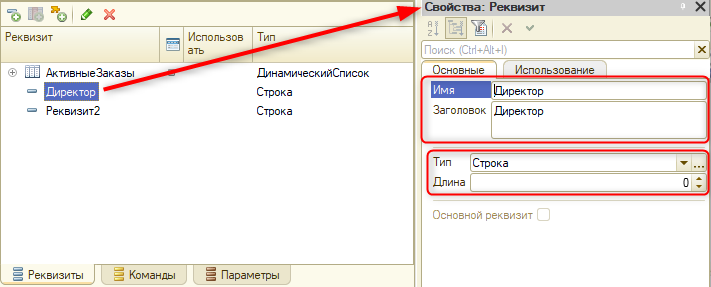 Реквизит
Использовать
Тип
АктивныеЗаказы
ДинамическийСписок
Директор
Строка
Реквизит2
Строка
Реквизиты
Команды
Параметры
Свойства: Реквизит
Поиск (Ctrl+Alt+I)
Основные
Использование
Имя
Директор
Заголовок
Директор
Тип
Строка
...
Длина
0
Основной реквизит